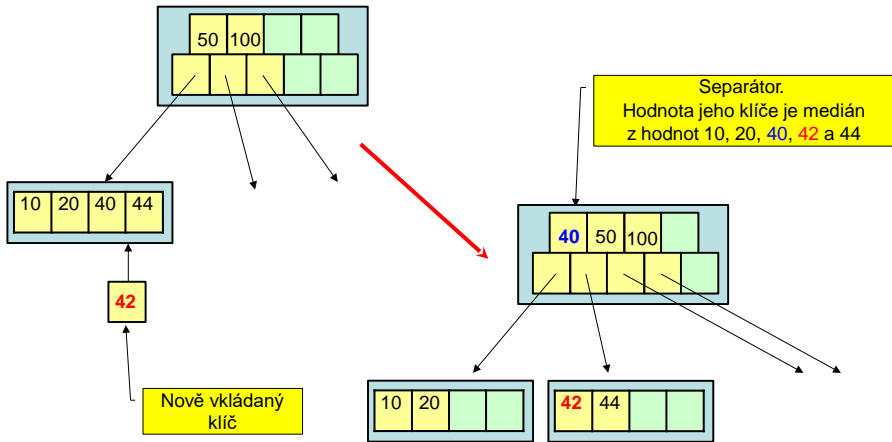 50 100
Separátor.
Hodnota jeho klíče je medián
z hodnot 10, 20, 40, 42 a 44
10 20 40 44
40 50 100
42
Nově vkládaný
klíč
10 20
42 44